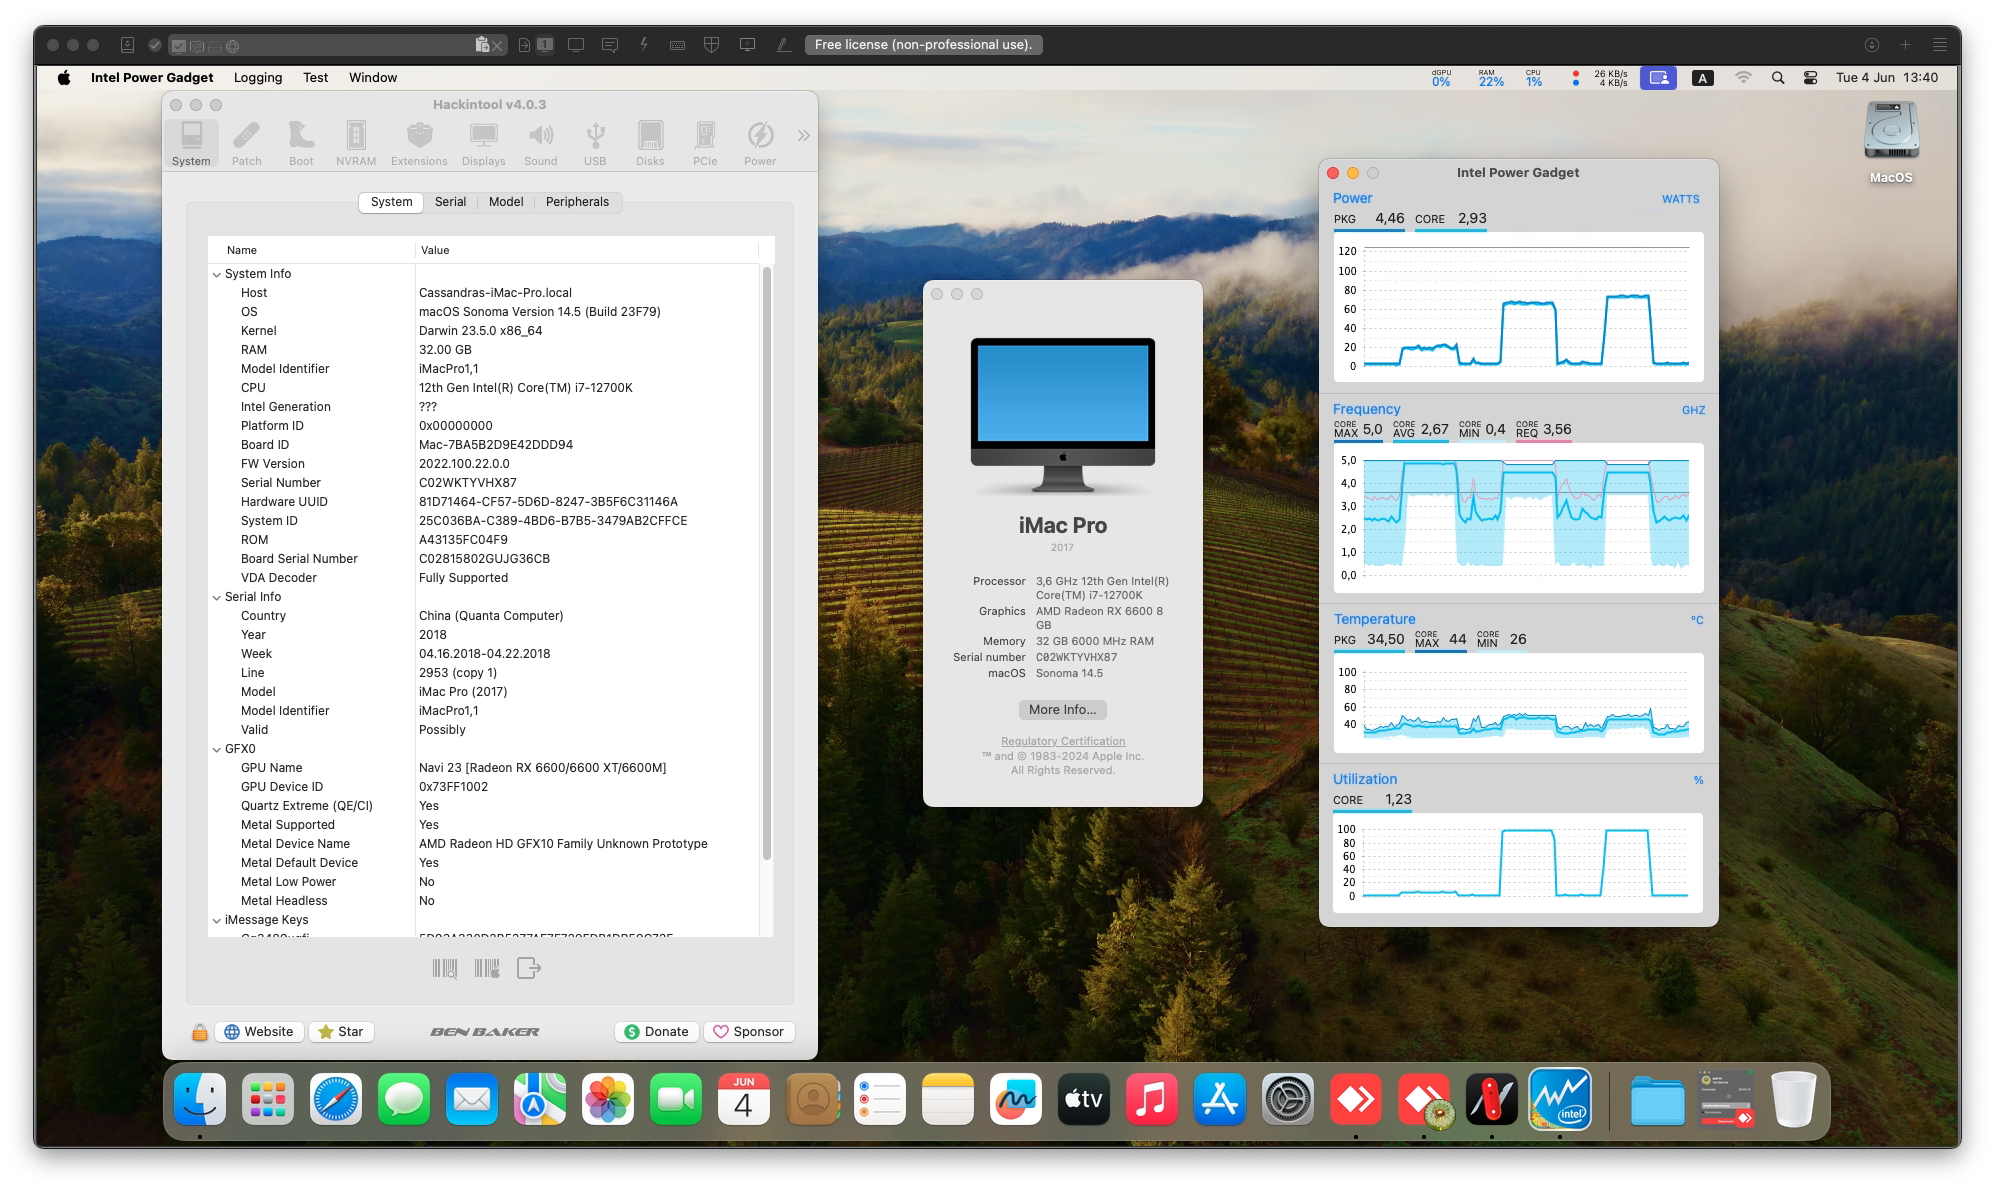 1
Free license (non-professional use).
Intel Power Gadget Logging Test Window
dGPU 0% RAM 22% CPU 1% 26 KB/s 4 KB/s A Tue 4 Jun 13:40
Hackintool v4.0.3
System Patch Boot NVRAM Extensions Displays Sound USB Disks PCIe Power
System Serial Model Peripherals
Name Value
System Info
Host Cassandras-iMac-Pro.local
OS macOS Sonoma Version 14.5 (Build 23F79)
Kernel Darwin 23.5.0 x86_64
RAM 32.00 GB
Model Identifier iMacPro1,1
CPU 12th Gen Intel(R) Core(TM) i7-12700K
Intel Generation ???
Platform ID 0x00000000
Board ID Mac-7BA5B2D9E42DDD94
FW Version 2022.100.22.0.0
Serial Number C02WKTYVHX87
Hardware UUID 81D71464-CF57-5D6D-8247-3B5F6C31146A
System ID 25C036BA-C389-4BD6-B7B5-3479AB2CFFCE
ROM A43135FC04F9
Board Serial Number C02815802GUJG36CB
VDA Decoder Fully Supported
Serial Info
Country China (Quanta Computer)
Year 2018
Week 04.16.2018-04.22.2018
Line 2953 (copy 1)
Model iMac Pro (2017)
Model Identifier iMacPro1,1
Valid Possibly
GFX0
GPU Name Navi 23 [Radeon RX 6600/6600 XT/6600M]
GPU Device ID 0x73FF1002
Quartz Extreme (QE/CI) Yes
Metal Supported Yes
Metal Device Name AMD Radeon HD GFX10 Family Unknown Prototype
Metal Default Device Yes
Metal Low Power No
Metal Headless No
iMessage Keys
Website Star BEN BAKER Donate Sponsor
iMac Pro
2017
Processor 3,6 GHz 12th Gen Intel(R)
Core(TM) i7-12700K
Graphics AMD Radeon RX 6600 8
GB
Memory 32 GB 6000 MHz RAM
Serial number C02WKTYVHX87
macOS Sonoma 14.5
More Info...
Regulatory Certification
™ and © 1983-2024 Apple Inc.
All Rights Reserved.
Intel Power Gadget
Power WATTS
PKG 4,46 CORE 2,93
120
100
80
60
40
20
0
Frequency GHZ
CORE MAX 5,0 CORE AVG 2,67 CORE MIN 0,4 CORE REQ 3,56
5,0
4,0
3,0
2,0
1,0
0,0
Temperature °C
PKG 34,50 CORE MAX 44 CORE MIN 26
100
80
60
40
Utilization %
CORE 1,23
100
80
60
40
20
0
MacOS
JUN
4
tv
intel